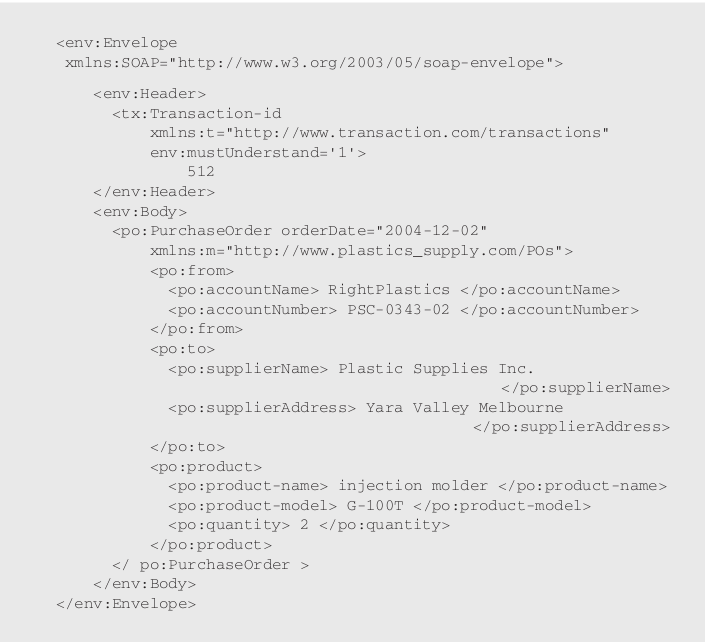 <env:Envelope
xmlns:SOAP="http://www.w3.org/2003/05/soap-envelope">
<env:Header>
<tx:Transaction-id
xmlns:t="http://www.transaction.com/transactions"
env:mustUnderstand='1'>
512
</env:Header>
<env:Body>
<po:PurchaseOrder orderDate="2004-12-02"
xmlns:m="http://www.plastics_supply.com/POs">
<po:from>
<po:accountName> RightPlastics </po:accountName>
<po:accountNumber> PSC-0343-02 </po:accountNumber>
</po:from>
<po:to>
<po:supplierName> Plastic Supplies Inc.
</po:supplierName>
<po:supplierAddress> Yara Valley Melbourne
</po:supplierAddress>
</po:to>
<po:product>
<po:product-name> injection molder </po:product-name>
<po:product-model> G-100T </po:product-model>
<po:quantity> 2 </po:quantity>
</po:product>
</ po:PurchaseOrder >
</env:Body>
</env:Envelope>